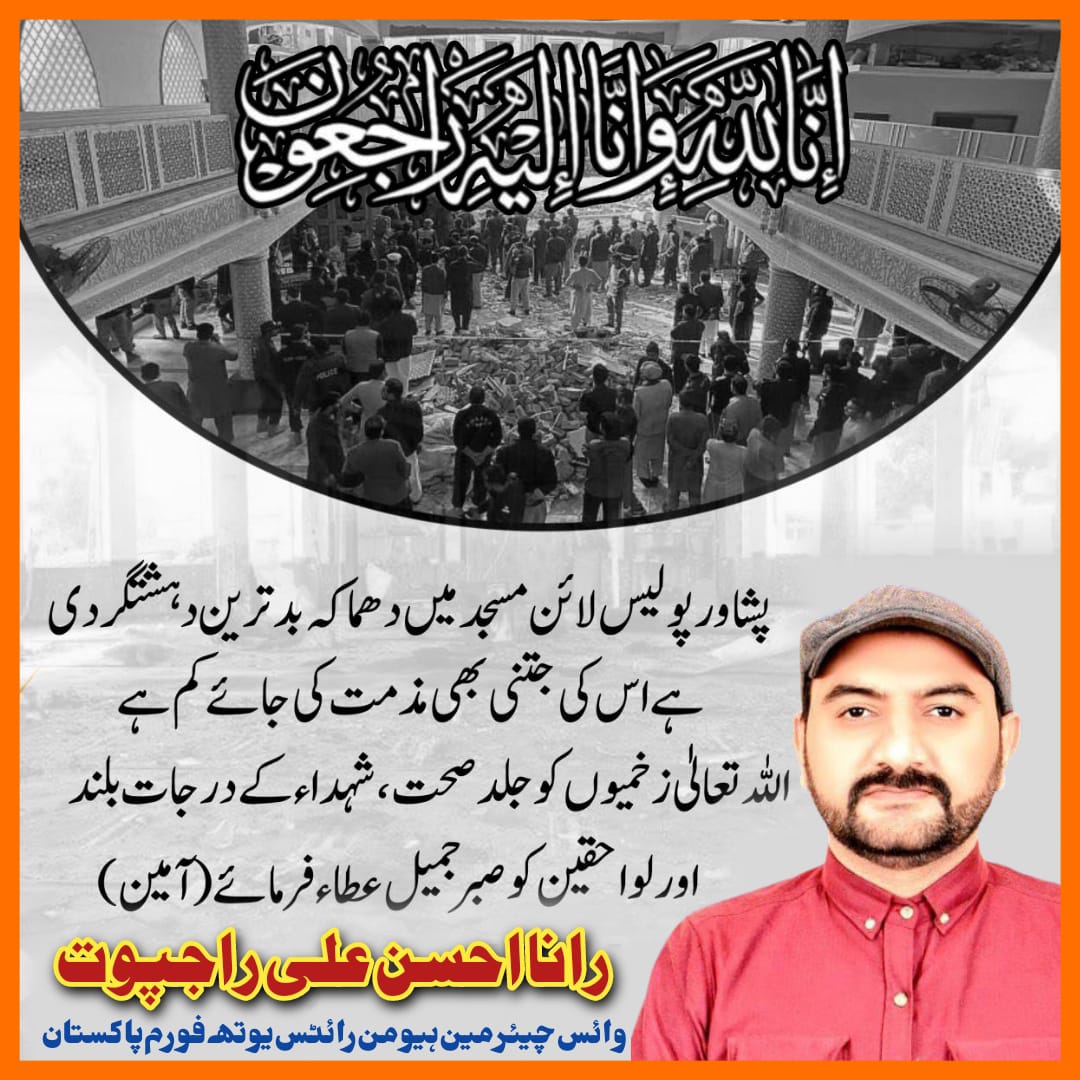 اِنَّا لِلّٰهِ وَاِنَّا اِلَيْهِ رَاجِعُوْنَ
پشاور پولیس لائن مسجد میں دھماکہ بدترین دہشتگردی
ہے اس کی جتنی بھی مذمت کی جائے کم ہے
اللہ تعالٰی زخمیوں کو جلد صحت، شہداء کے درجات بلند
اور لواحقین کو صبر جمیل عطاء فرمائے (آمین)
رانا احسن علی راجپوت
وائس چیئرمین ہیومن رائٹس یوتھ فورم پاکستان
POLICE